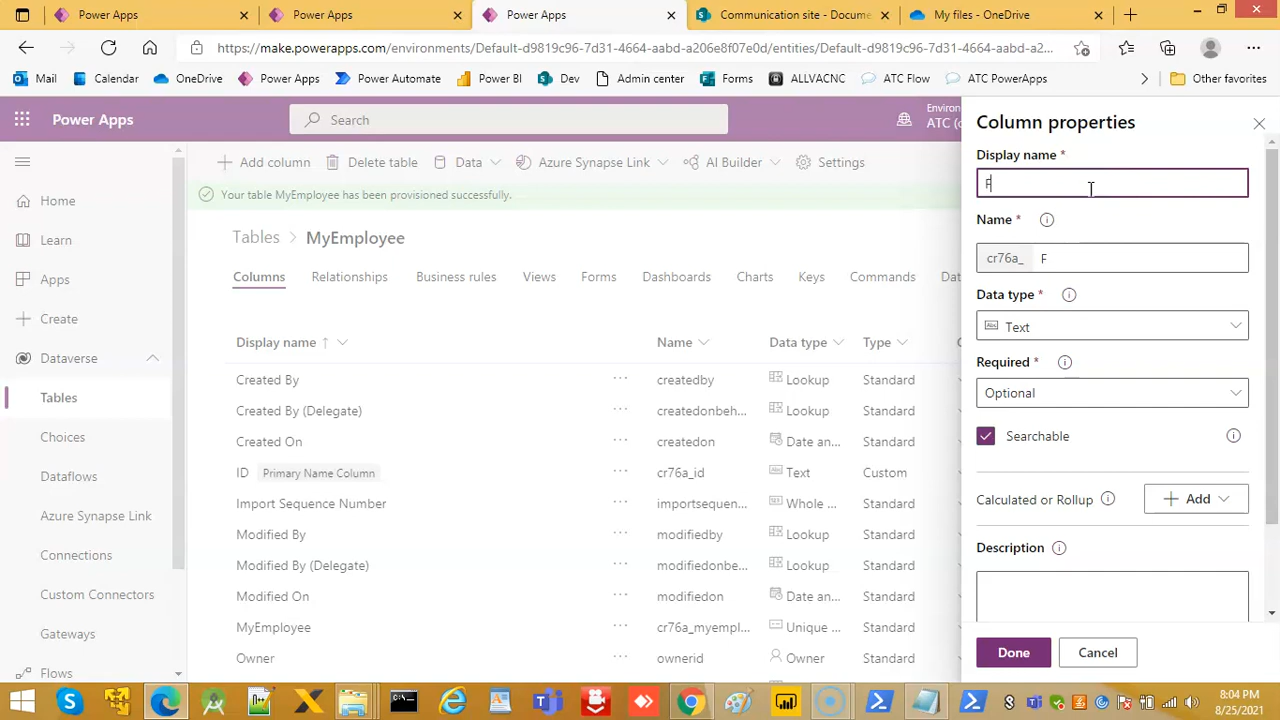 Power Apps
Power Apps
Power Apps
Communication site - Docume
My files - OneDrive
https://make.powerapps.com/environments/Default-d9819c96-7d31-4664-aabd-a206e8f07e0d/entities/Default-d9819c96-7d31-4664-aabd-a2...
Mail
Calendar
OneDrive
Power Apps
Power Automate
Power BI
Dev
Admin center
Forms
ALLVACNC
ATC Flow
ATC PowerApps
Other favorites
Power Apps
Search
Environ
ATC (o
Column properties
Home
Learn
Apps
Create
Dataverse
Tables
Choices
Dataflows
Azure Synapse Link
Connections
Custom Connectors
Gateways
Flows
Add column
Delete table
Data
Azure Synapse Link
AI Builder
Settings
Your table MyEmployee has been provisioned successfully.
Tables > MyEmployee
Columns
Relationships
Business rules
Views
Forms
Dashboards
Charts
Keys
Commands
Dat
Display name ↑ Name Data type Type C
Created By ... createdby Lookup Standard
Created By (Delegate) ... createdonbeh... Lookup Standard
Created On ... createdon Date an... Standard
ID Primary Name Column ... cr76a_id Text Custom
Import Sequence Number ... importsequen... Whole ... Standard
Modified By ... modifiedby Lookup Standard
Modified By (Delegate) ... modifiedonbe... Lookup Standard
Modified On ... modifiedon Date an... Standard
MyEmployee ... cr76a_myempl... Unique ... Standard
Owner ... ownerid Owner Standard
Display name *
F
Name *
cr76a_ F
Data type *
Abc Text
Required *
Optional
Searchable
Calculated or Rollup
Add
Description
Done
Cancel
8:04 PM
8/25/2021